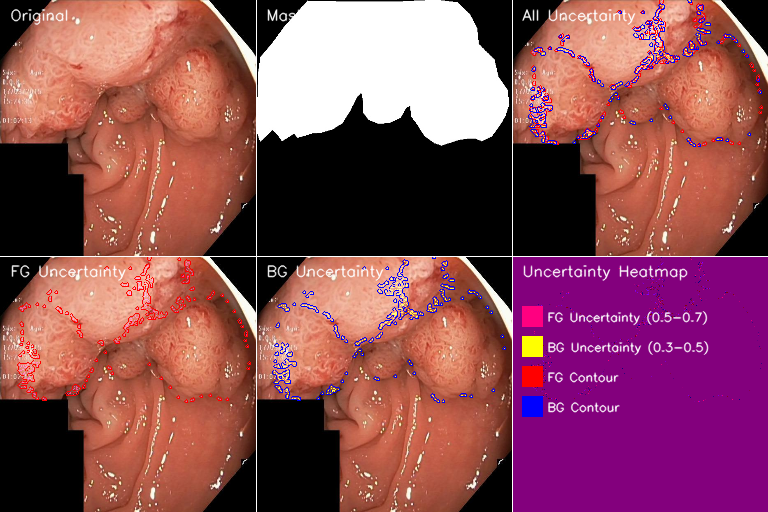 Original
Mas
All Uncertainty
FG Uncertainty
BG Uncertainty
Uncertainty Heatmap
FG Uncertainty (0.5-0.7)
BG Uncertainty (0.3-0.5)
FG Contour
BG Contour